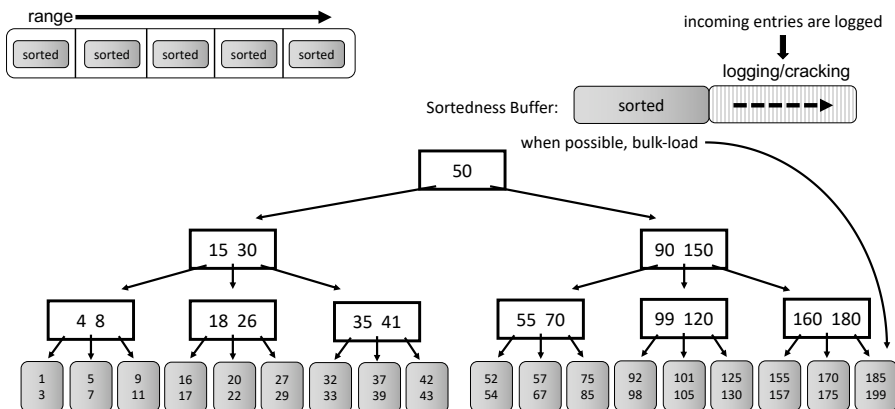 range
sorted sorted sorted sorted sorted
incoming entries are logged
logging/cracking
Sortedness Buffer: sorted
when possible, bulk-load
50
15 30 90 150
4 8 18 26 35 41 55 70 99 120 160 180
1 5 9 16 20 27 32 37 42 52 57 75 92 101 125 155 170 185
3 7 11 17 22 29 33 39 43 54 67 85 98 105 130 157 175 199